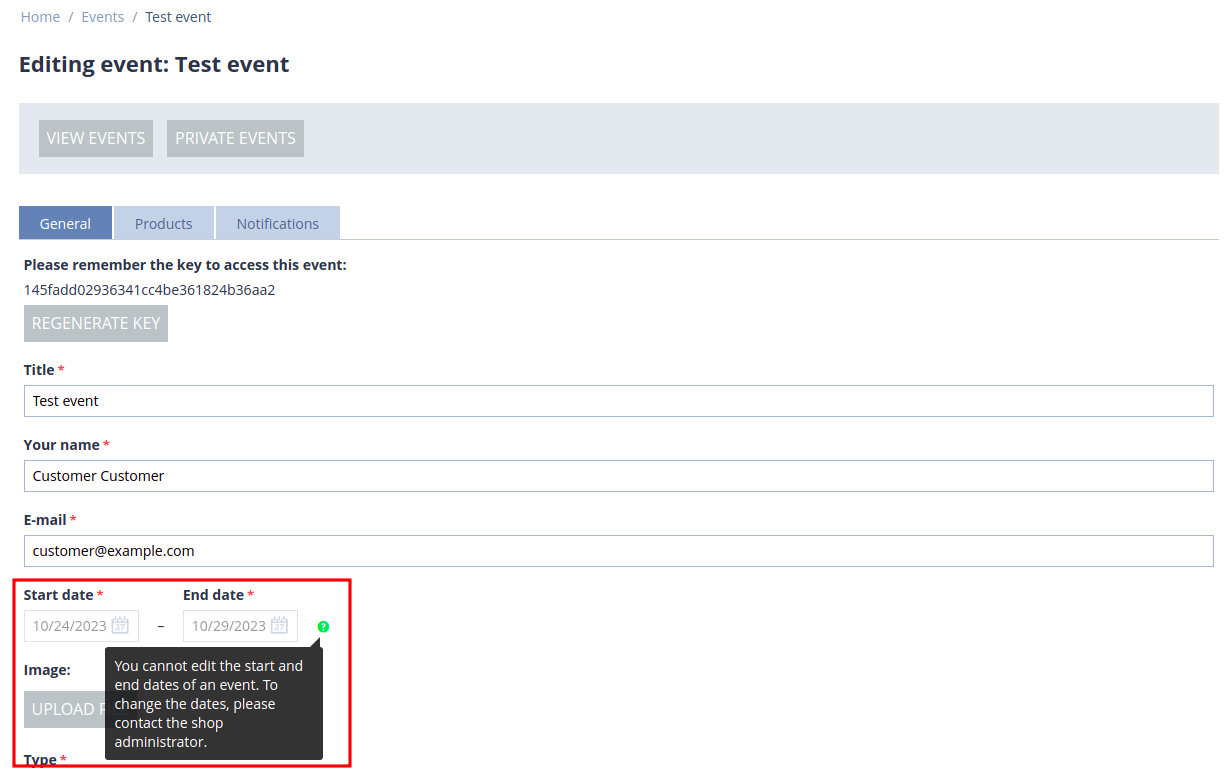 Home / Events / Test event
Editing event: Test event
VIEW EVENTS PRIVATE EVENTS
General Products Notifications
Please remember the key to access this event:
145fadd02936341cc4be361824b36aa2
REGENERATE KEY
Title *
Test event
Your name *
Customer Customer
E-mail *
customer@example.com
Start date * End date *
10/24/2023 27 – 10/29/2023 27 ?
Image:
UPLOAD
You cannot edit the start and
end dates of an event. To
change the dates, please
contact the shop
administrator.
Type *